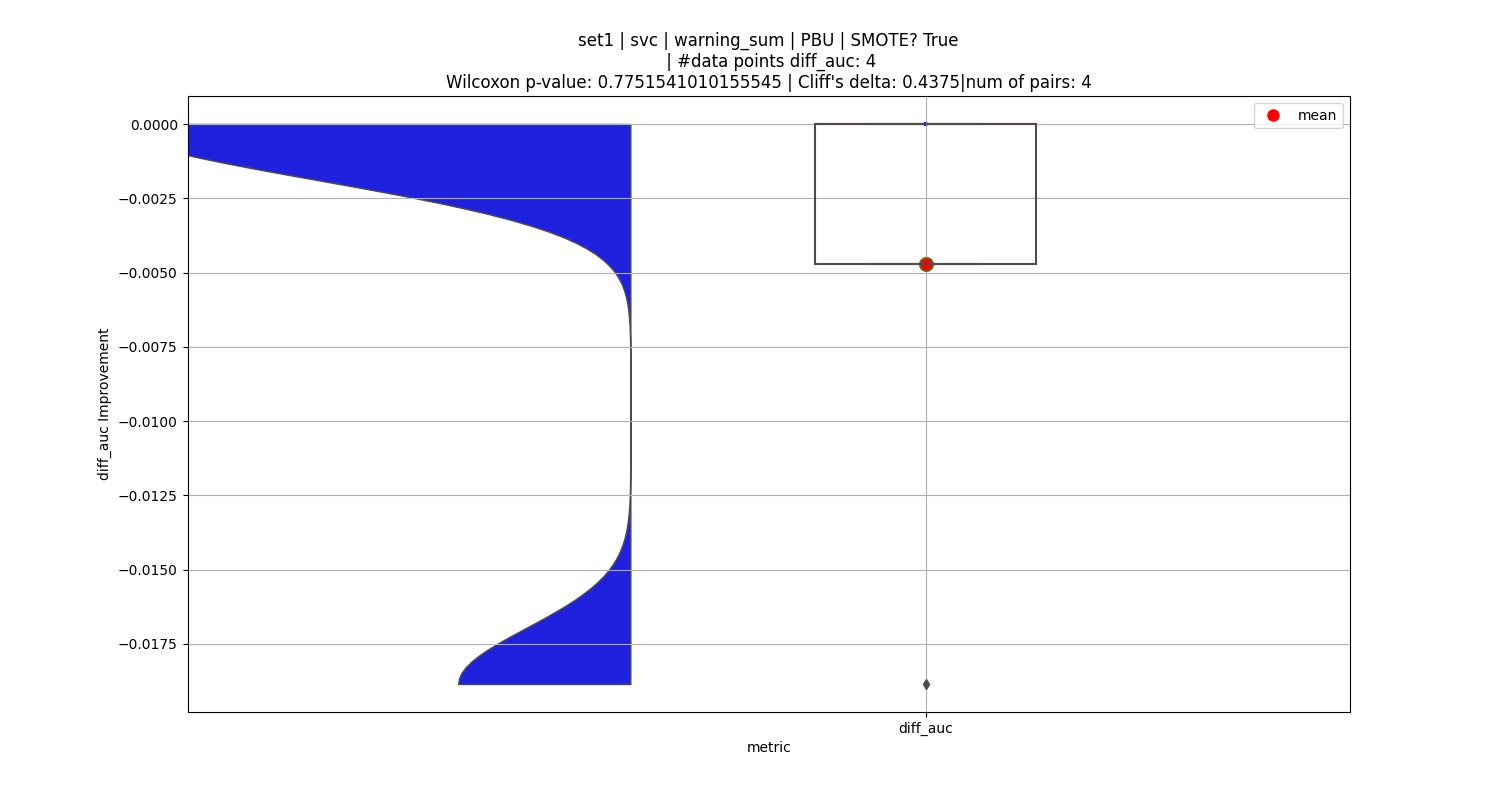 set1 | svc | warning_sum | PBU | SMOTE? True
| #data points diff_auc: 4
Wilcoxon p-value: 0.7751541010155545 | Cliff's delta: 0.4375|num of pairs: 4
mean
0.0000
−0.0025
−0.0050
−0.0075
−0.0100
−0.0125
−0.0150
−0.0175
diff_auc Improvement
diff_auc
metric